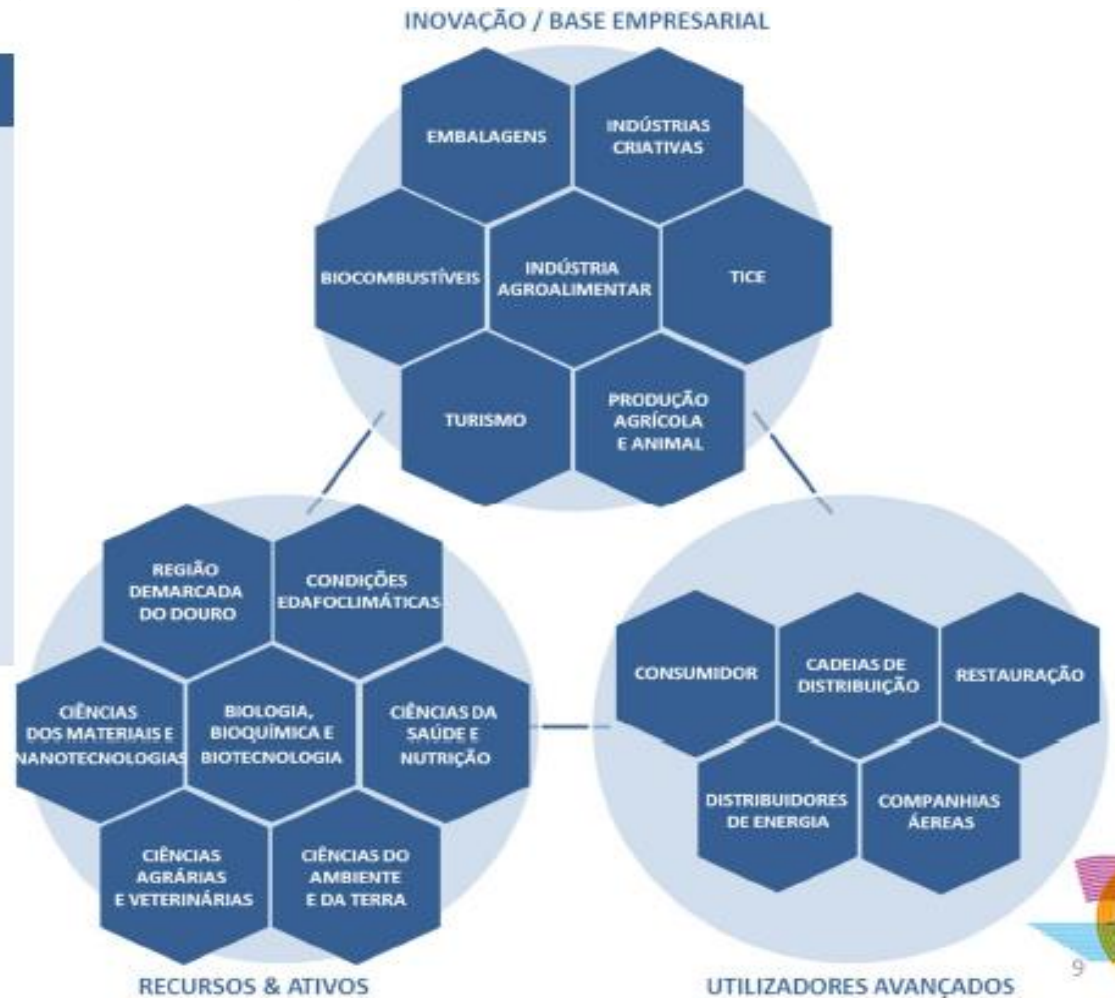 INOVAÇÃO / BASE EMPRESARIAL
EMBALAGENS
INDÚSTRIAS
CRIATIVAS
BIOCOMBUSTÍVEIS
INDÚSTRIA
AGROALIMENTAR
TICE
TURISMO
PRODUÇÃO
AGRÍCOLA
E ANIMAL
REGIÃO
DEMARCADA
DO DOURO
CONDIÇÕES
EDAFOCLIMÁTICAS
CIÊNCIAS
DOS MATERIAIS E
NANOTECNOLOGIAS
BIOLOGIA,
BIOQUÍMICA E
BIOTECNOLOGIA
CIÊNCIAS DA
SAÚDE E
NUTRIÇÃO
CIÊNCIAS
AGRÁRIAS
E VETERINÁRIAS
CIÊNCIAS DO
AMBIENTE
E DA TERRA
RECURSOS & ATIVOS
CONSUMIDOR
CADEIAS DE
DISTRIBUIÇÃO
RESTAURAÇÃO
DISTRIBUIDORES
DE ENERGIA
COMPANHIAS
ÁEREAS
UTILIZADORES AVANÇADOS
9